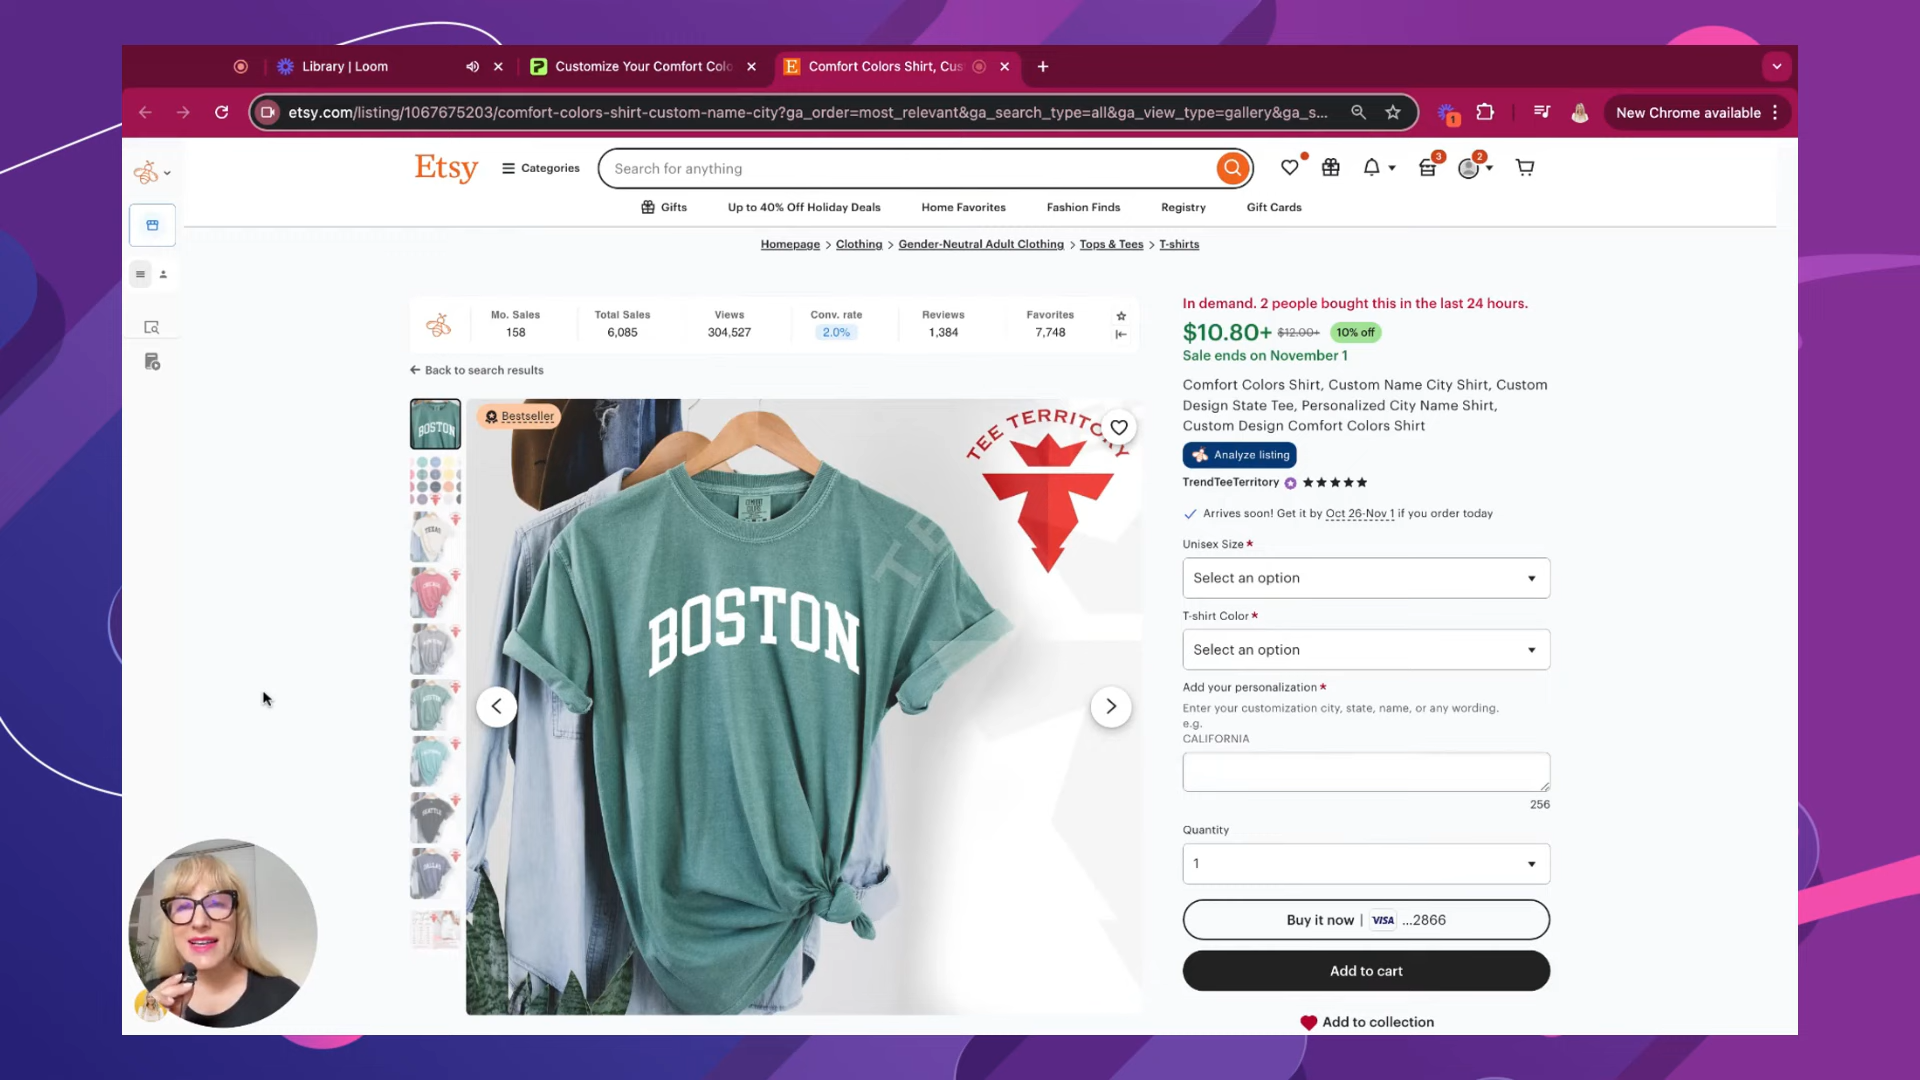 Library | Loom
Customize Your Comfort Colo
Comfort Colors Shirt, Cus
etsy.com/listing/1067675203/comfort-colors-shirt-custom-name-city?ga_order=most_relevant&ga_search_type=all&ga_view_type=gallery&ga_s...
1
New Chrome available
Etsy
Categories
Search for anything
3
2
Gifts
Up to 40% Off Holiday Deals
Home Favorites
Fashion Finds
Registry
Gift Cards
Homepage > Clothing > Gender-Neutral Adult Clothing > Tops & Tees > T-shirts
Mo. Sales
158
Total Sales
6,085
Views
304,527
Conv. rate
2.0%
Reviews
1,384
Favorites
7,748
Back to search results
Bestseller
TEE TERRITORY
BOSTON
BOSTON
TEXAS
SEATTLE
DALLAS
In demand. 2 people bought this in the last 24 hours.
$10.80+ $12.00+ 10% off
Sale ends on November 1
Comfort Colors Shirt, Custom Name City Shirt, Custom
Design State Tee, Personalized City Name Shirt,
Custom Design Comfort Colors Shirt
Analyze listing
TrendTeeTerritory
Arrives soon! Get it by Oct 26-Nov 1 if you order today
Unisex Size *
Select an option
T-shirt Color *
Select an option
Add your personalization *
Enter your customization city, state, name, or any wording.
e.g.
CALIFORNIA
256
Quantity
1
Buy it now | VISA ...2866
Add to cart
Add to collection